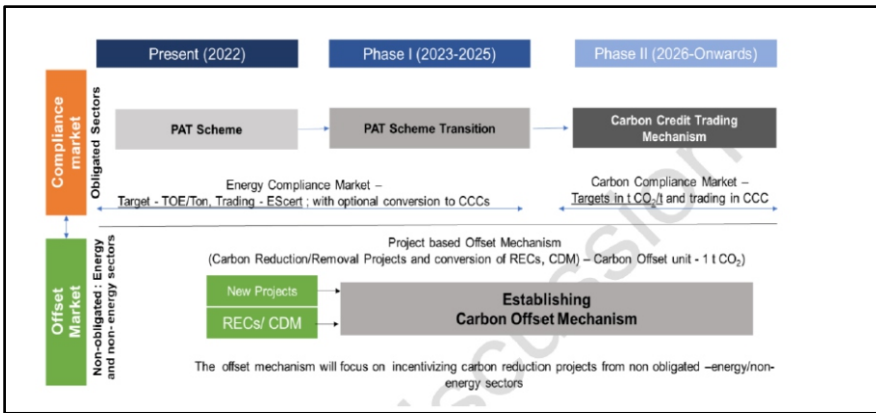 Present (2022)
Phase I (2023-2025)
Phase II (2026-Onwards)
Compliance
market
Obligated Sectors
PAT Scheme
PAT Scheme Transition
Carbon Credit Trading
Mechanism
Energy Compliance Market –
Target - TOE/Ton, Trading - EScert ; with optional conversion to CCCs
Carbon Compliance Market –
Targets in t CO2/t and trading in CCC
Offset
Market
Non-obligated : Energy
and non- energy sectors
Project based Offset Mechanism
(Carbon Reduction/Removal Projects and conversion of RECs, CDM) – Carbon Offset unit - 1 t CO2)
New Projects
RECs/ CDM
Establishing
Carbon Offset Mechanism
The offset mechanism will focus on incentivizing carbon reduction projects from non obligated –energy/non-
energy sectors